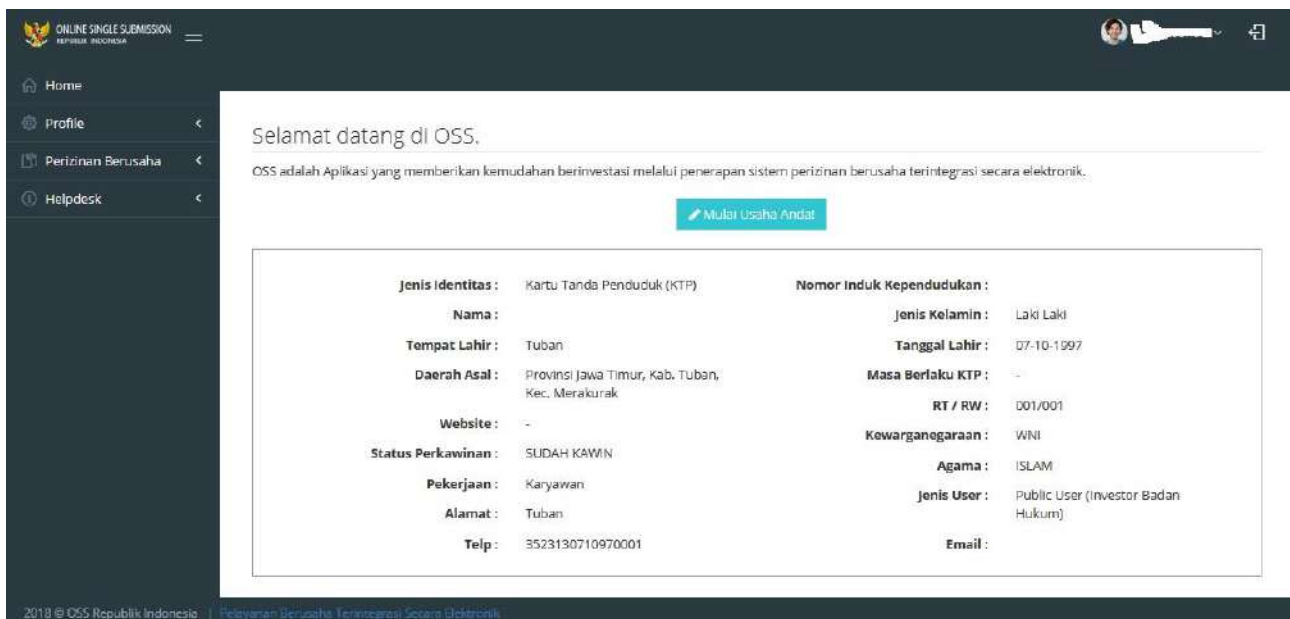 ONLINE SINGLE SUBMISSION
REPUBLIK INDONESIA
Home
Profile
Perizinan Berusaha
Helpdesk
Selamat datang di OSS.
OSS adalah Aplikasi yang memberikan kemudahan berinvestasi melalui penerapan sistem perizinan berusaha terintegrasi secara elektronik.
Mulai Usaha Anda!
Jenis Identitas : Kartu Tanda Penduduk (KTP)
Nama :
Tempat Lahir : Tuban
Daerah Asal : Provinsi Jawa Timur, Kab. Tuban,
Kec. Merakurak
Website : -
Status Perkawinan : SUDAH KAWIN
Pekerjaan : Karyawan
Alamat : Tuban
Telp : 3523130710970001
Nomor Induk Kependudukan :
Jenis Kelamin : Laki Laki
Tanggal Lahir : 07-10-1997
Masa Berlaku KTP : -
RT / RW : 001/001
Kewarganegaraan : WNI
Agama : ISLAM
Jenis User : Public User (Investor Badan
Hukum)
Email :
2018 © OSS Republik Indonesia | Pelayanan Berusaha Terintegrasi Secara Elektronik